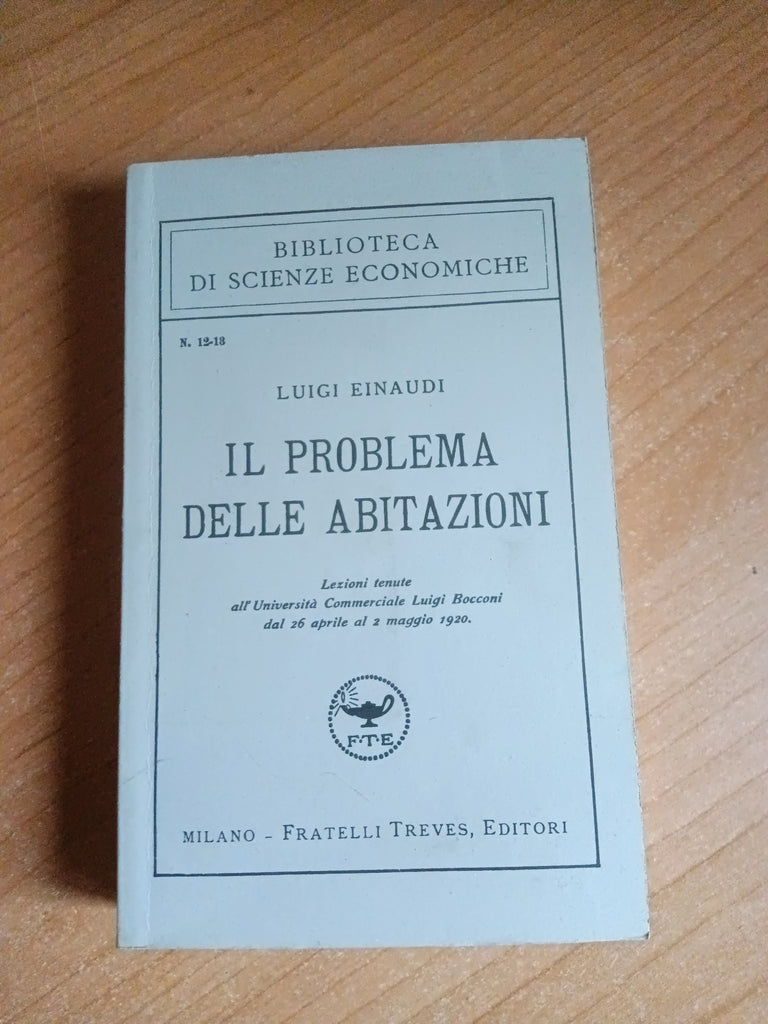 BIBLIOTECA
DI SCIENZE ECONOMICHE
N. 12-13
LUIGI EINAUDI
IL PROBLEMA
DELLE ABITAZIONI
Lezioni tenute
all'Università Commerciale Luigi Bocconi
dal 26 aprile al 2 maggio 1920.
F·T·E
MILANO - FRATELLI TREVES, EDITORI